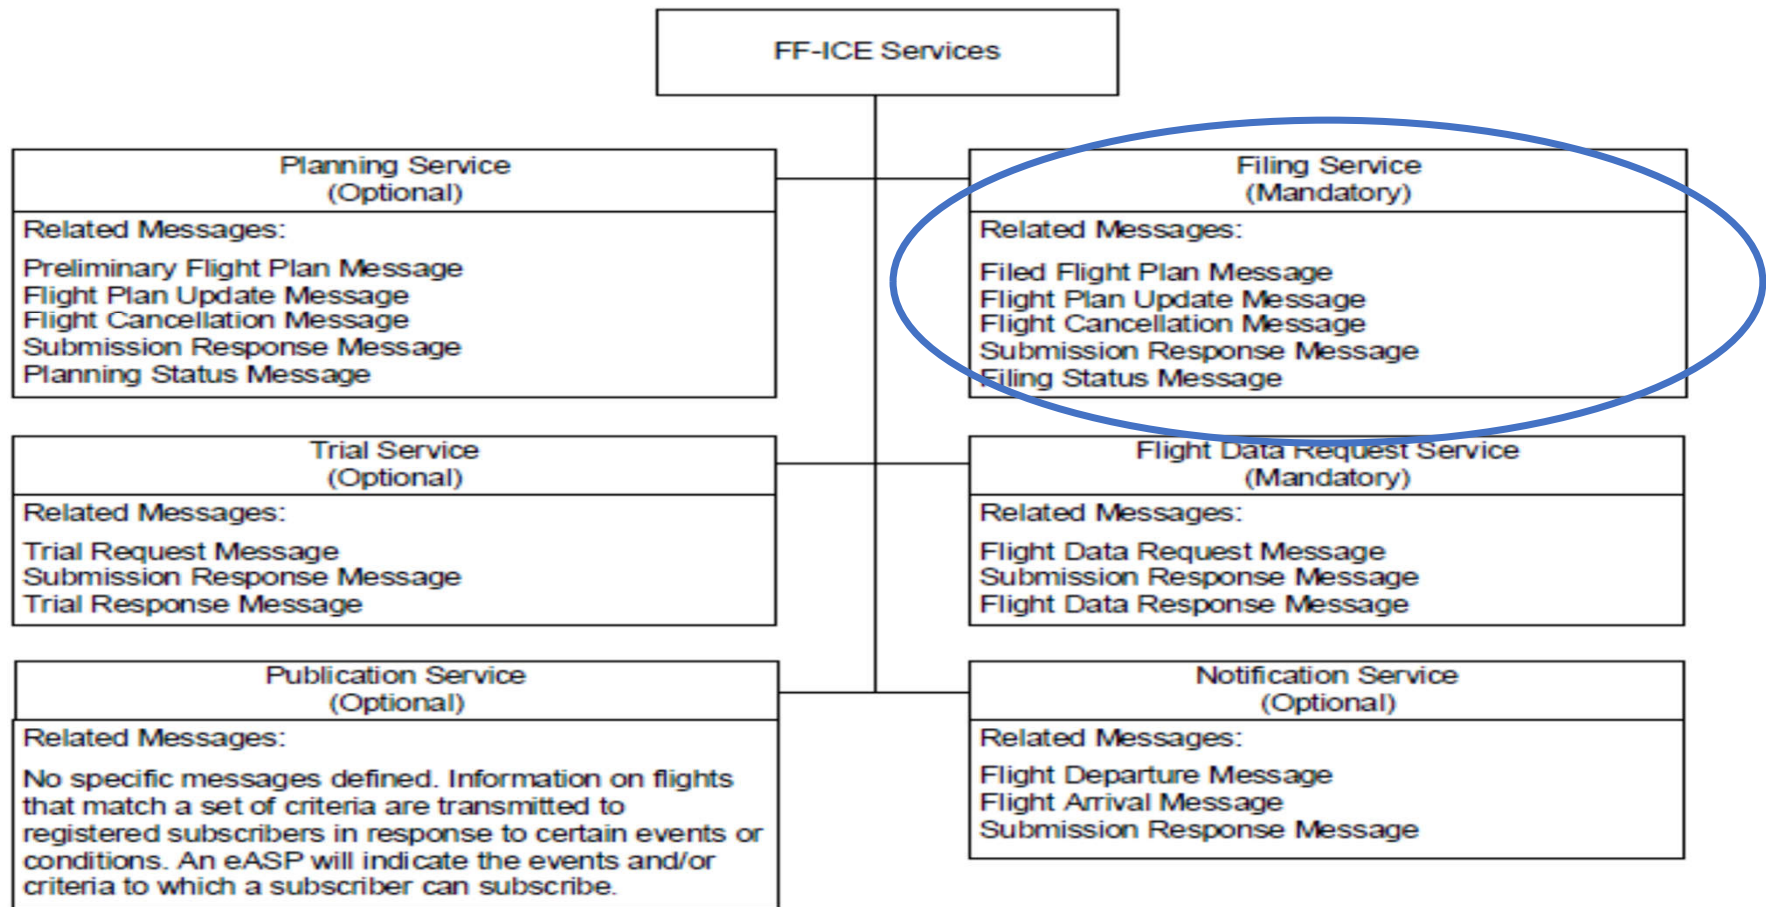 FF-ICE Services
Planning Service
(Optional)
Related Messages:
Preliminary Flight Plan Message
Flight Plan Update Message
Flight Cancellation Message
Submission Response Message
Planning Status Message
Filing Service
(Mandatory)
Related Messages:
Filed Flight Plan Message
Flight Plan Update Message
Flight Cancellation Message
Submission Response Message
Filing Status Message
Trial Service
(Optional)
Related Messages:
Trial Request Message
Submission Response Message
Trial Response Message
Flight Data Request Service
(Mandatory)
Related Messages:
Flight Data Request Message
Submission Response Message
Flight Data Response Message
Publication Service
(Optional)
Related Messages:
No specific messages defined. Information on flights
that match a set of criteria are transmitted to
registered subscribers in response to certain events or
conditions. An eASP will indicate the events and/or
criteria to which a subscriber can subscribe.
Notification Service
(Optional)
Related Messages:
Flight Departure Message
Flight Arrival Message
Submission Response Message